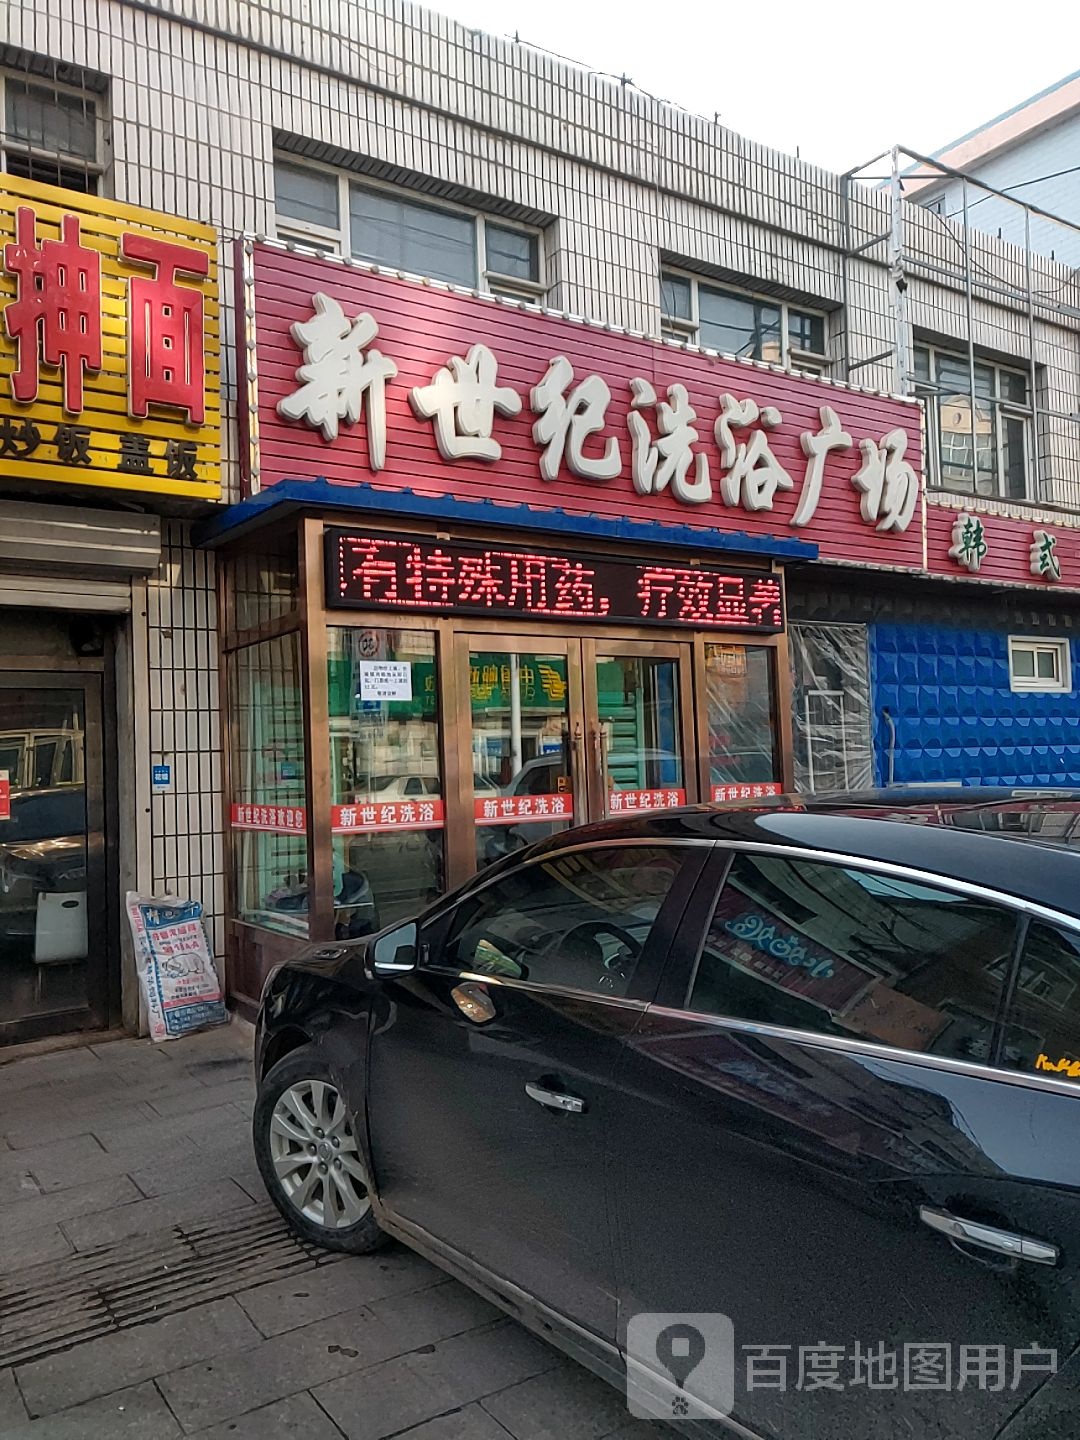 抻面
炒饭 盖饭
新世纪洗浴广场
韩式
有特殊用药，疗效显著
新世纪洗浴欢迎您
新世纪洗浴
新世纪洗浴
新世纪洗浴
新世纪洗浴
百度地图用户